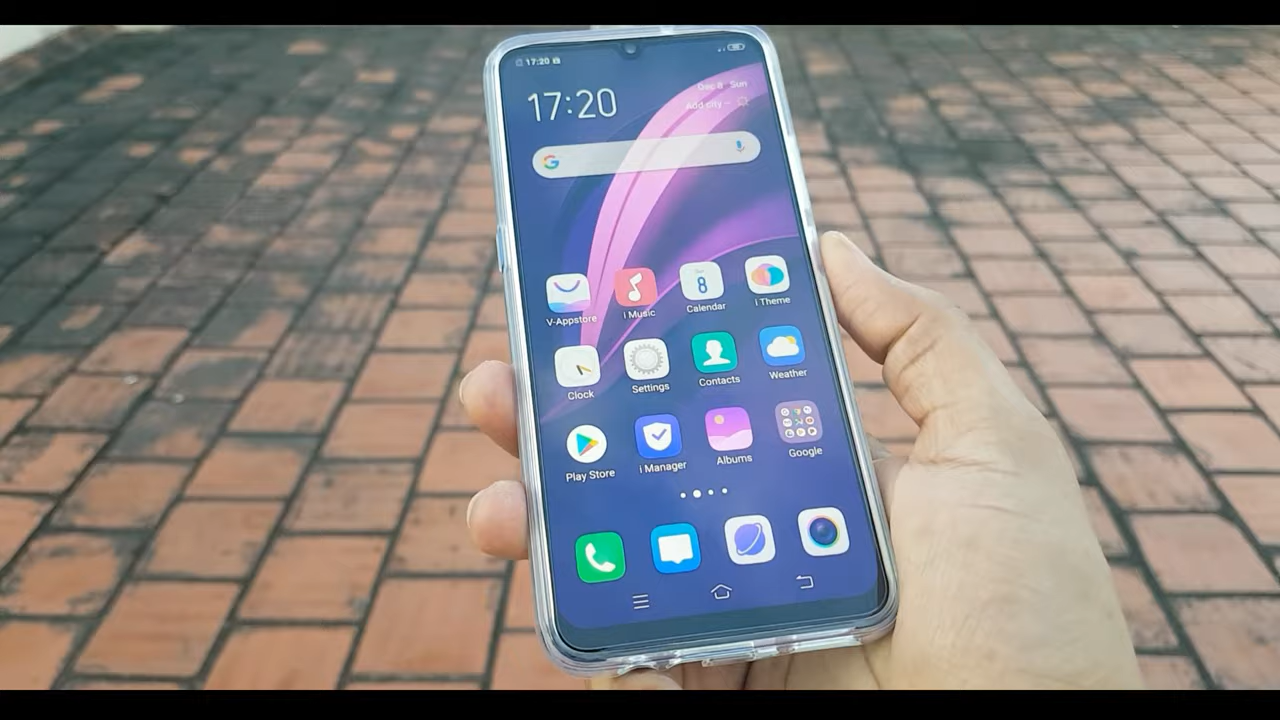 17:20
17:20
Dec 8 Sun
Add city
G
V-Appstore
i Music
8
Calendar
i Theme
Clock
Settings
Contacts
Weather
Play Store
i Manager
Albums
Google